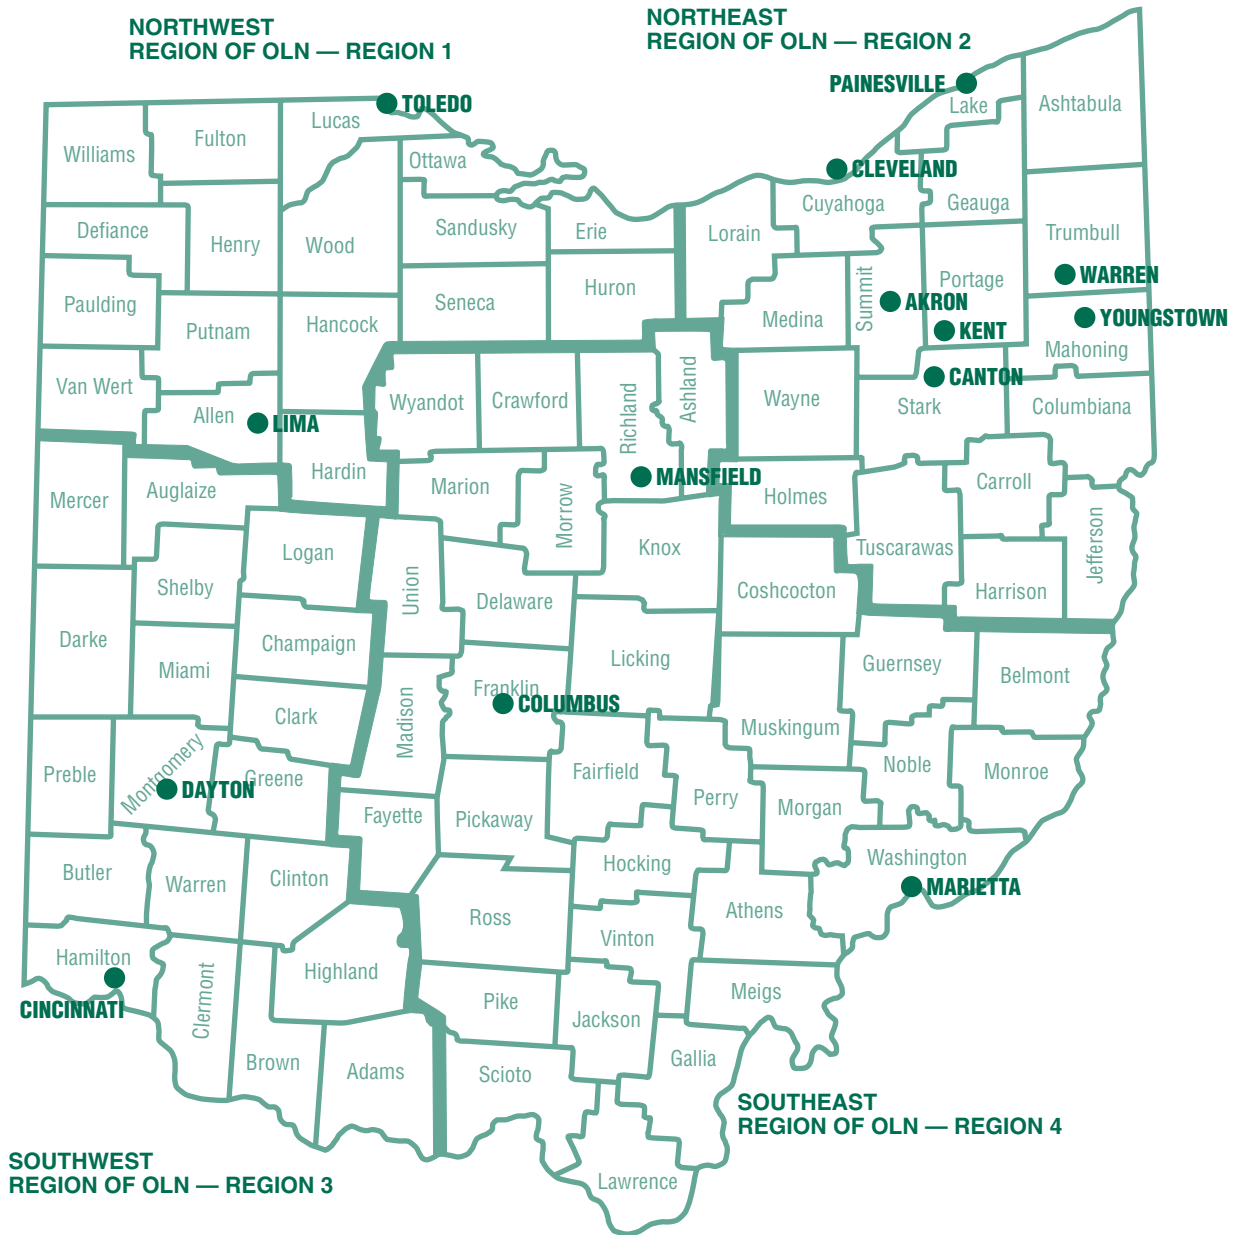 NORTHWEST
REGION OF OLN — REGION 1
NORTHEAST
REGION OF OLN — REGION 2
PAINESVILLE
TOLEDO
Lake
Ashtabula
Lucas
Fulton
Williams
Ottawa
CLEVELAND
Cuyahoga
Geauga
Defiance
Henry
Wood
Sandusky
Erie
Lorain
Trumbull
WARREN
Paulding
Putnam
Hancock
Seneca
Huron
Medina
Summit
AKRON
Portage
KENT
YOUNGSTOWN
Mahoning
Van Wert
Allen
LIMA
Wyandot
Crawford
Richland
Ashland
Wayne
CANTON
Stark
Columbiana
Mercer
Auglaize
Hardin
Marion
Morrow
MANSFIELD
Holmes
Carroll
Jefferson
Logan
Knox
Tuscarawas
Shelby
Union
Delaware
Coshcocton
Harrison
Darke
Miami
Champaign
Licking
Guernsey
Belmont
Clark
Madison
Franklin
COLUMBUS
Muskingum
Preble
Montgomery
DAYTON
Greene
Fairfield
Perry
Noble
Monroe
Fayette
Pickaway
Morgan
Butler
Warren
Clinton
Hocking
Washington
MARIETTA
Ross
Athens
Hamilton
CINCINNATI
Clermont
Highland
Vinton
Pike
Jackson
Meigs
Brown
Adams
Scioto
Gallia
SOUTHEAST
REGION OF OLN — REGION 4
SOUTHWEST
REGION OF OLN — REGION 3
Lawrence